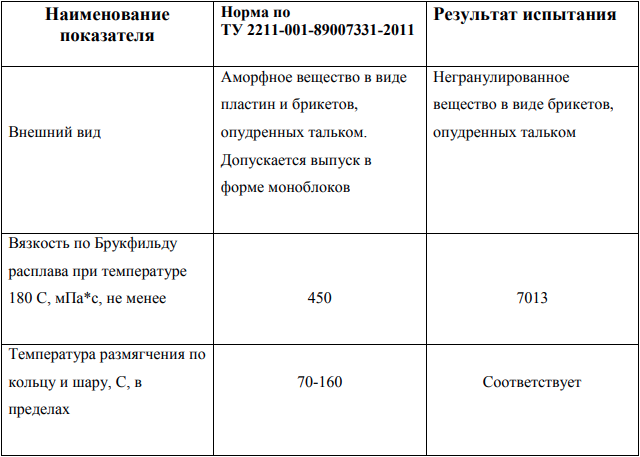 Наименование
показателя
Норма по
ТУ 2211-001-89007331-2011
Результат испытания
Внешний вид
Аморфное вещество в виде
пластин и брикетов,
опудренных тальком.
Допускается выпуск в
форме моноблоков
Негранулированное
вещество в виде брикетов,
опудренных тальком
Вязкость по Брукфильду
расплава при температуре
180 С, мПа*с, не менее
450
7013
Температура размягчения по
кольцу и шару, С, в
пределах
70-160
Соответствует